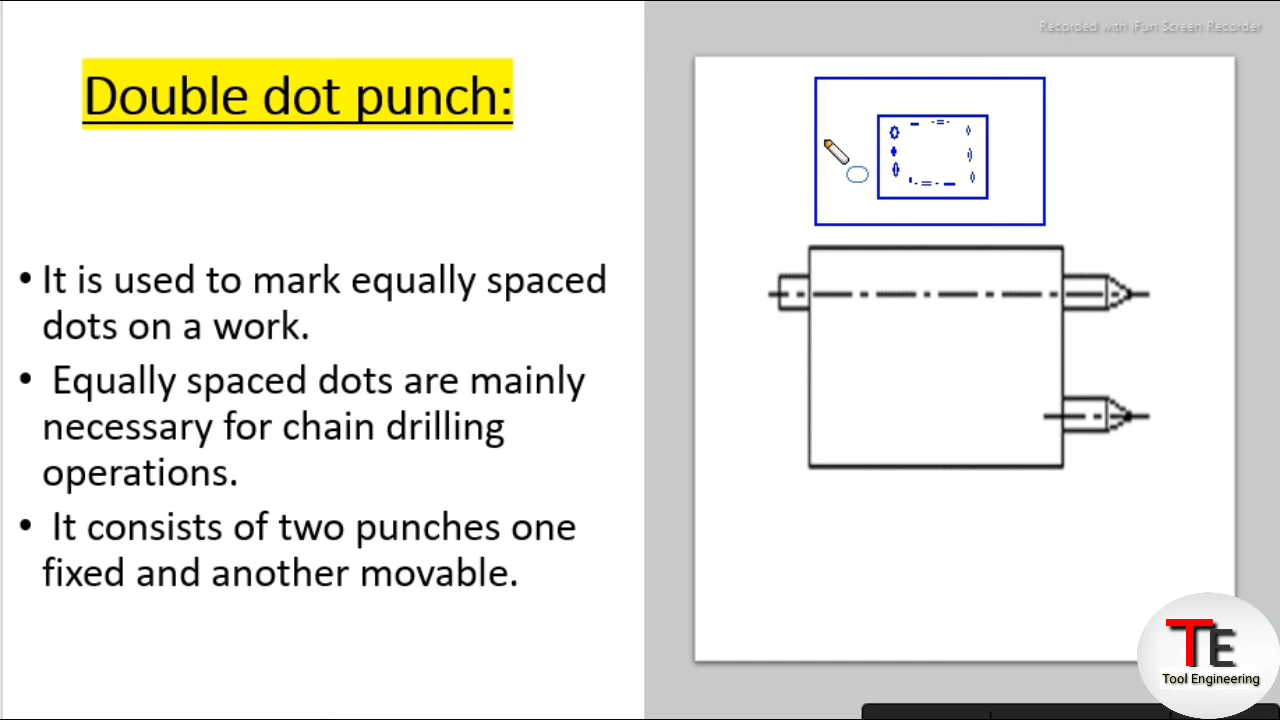 Recorded with iFun Screen Recorder
Double dot punch:
• It is used to mark equally spaced
dots on a work.
• Equally spaced dots are mainly
necessary for chain drilling
operations.
• It consists of two punches one
fixed and another movable.
TE
Tool Engineering